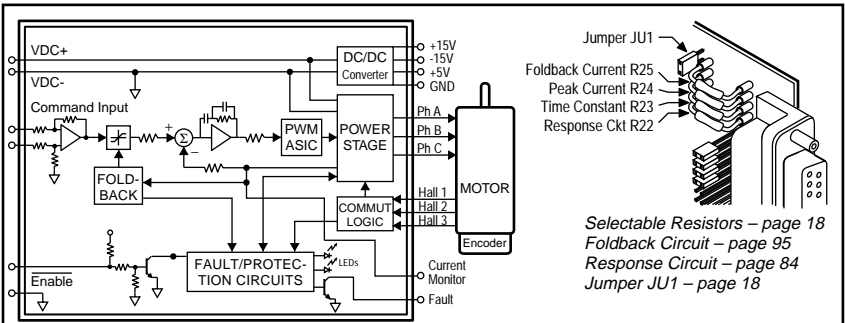 VDC+
VDC-
Command Input
FOLD-
BACK
+
Σ
−
PWM
ASIC
DC/DC
Converter
+15V
-15V
+5V
GND
POWER
STAGE
Ph A
Ph B
Ph C
COMMUT
LOGIC
Hall 1
Hall 2
Hall 3
MOTOR
Encoder
Enable
FAULT/PROTEC-
TION CIRCUITS
LEDs
Current
Monitor
Fault
Jumper JU1
Foldback Current R25
Peak Current R24
Time Constant R23
Response Ckt R22
Selectable Resistors – page 18
Foldback Circuit – page 95
Response Circuit – page 84
Jumper JU1 – page 18